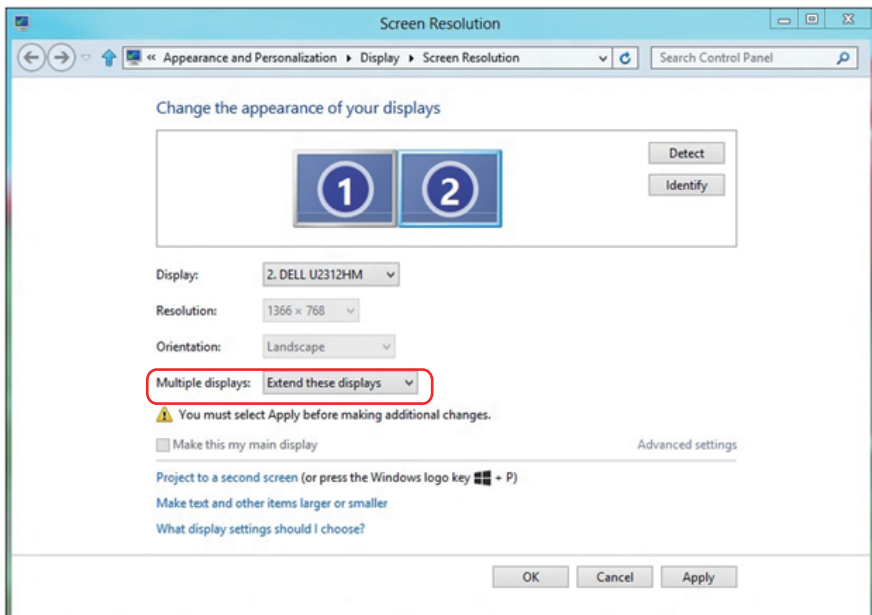 Screen Resolution
« Appearance and Personalization ▸ Display ▸ Screen Resolution
Search Control Panel
Change the appearance of your displays
1
2
Detect
Identify
Display: 2. DELL U2312HM
Resolution: 1366 × 768
Orientation: Landscape
Multiple displays: Extend these displays
You must select Apply before making additional changes.
Make this my main display
Advanced settings
Project to a second screen (or press the Windows logo key + P)
Make text and other items larger or smaller
What display settings should I choose?
OK
Cancel
Apply